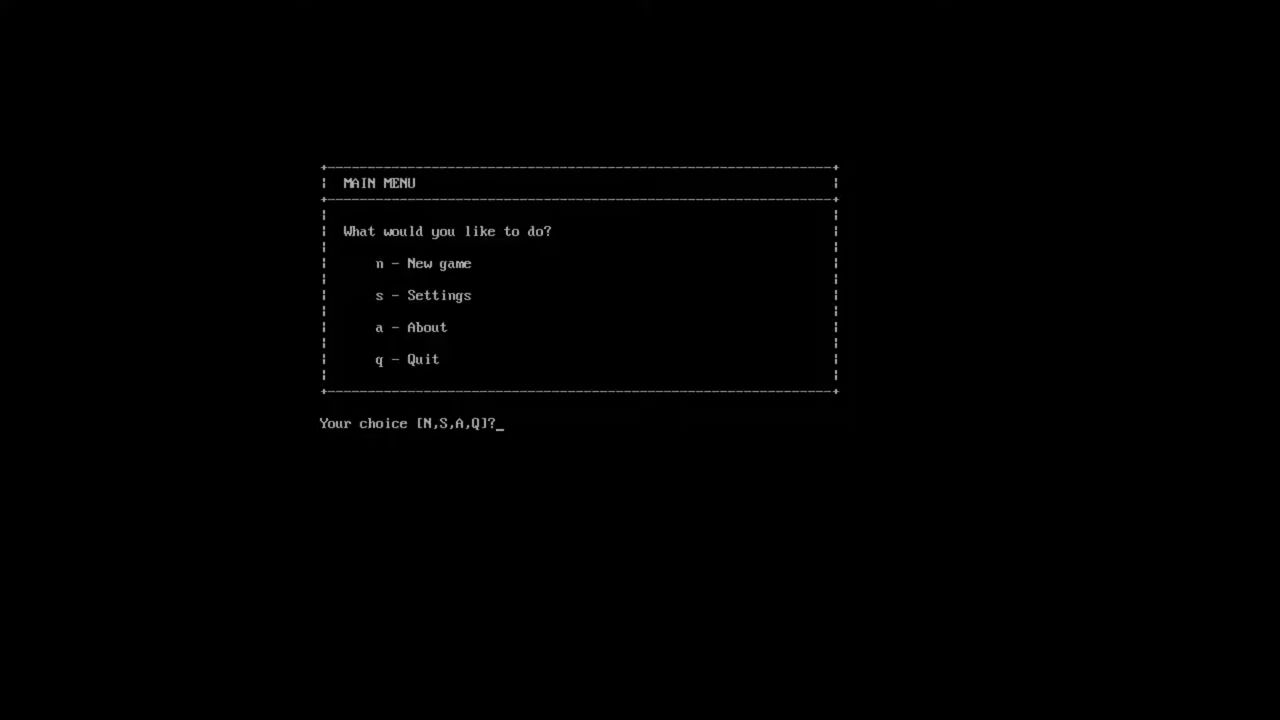 MAIN MENU
What would you like to do?
n - New game
s - Settings
a - About
q - Quit
Your choice [N,S,A,Q]?_